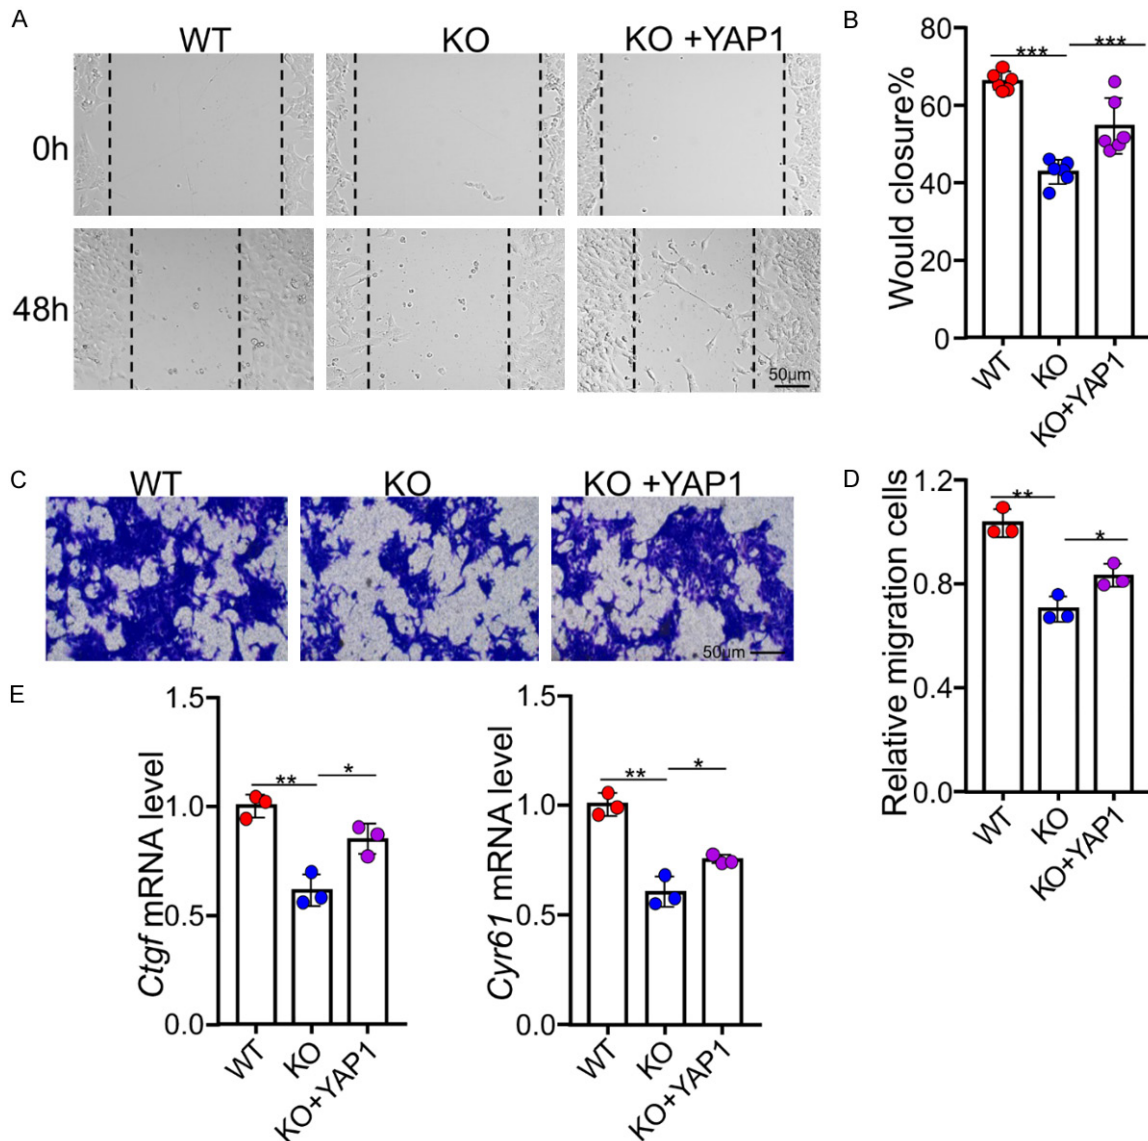 A
WT
KO
KO +YAP1
0h
48h
50μm
B
Would closure%
80
60
40
20
0
***
***
WT
KO
KO+YAP1
C
WT
KO
KO +YAP1
50μm
D
Relative migration cells
1.2
0.8
0.4
0.0
**
*
WT
KO
KO+YAP1
E
Ctgf mRNA level
1.5
1.0
0.5
0.0
**
*
WT
KO
KO+YAP1
Cyr61 mRNA level
1.5
1.0
0.5
0.0
**
*
WT
KO
KO+YAP1